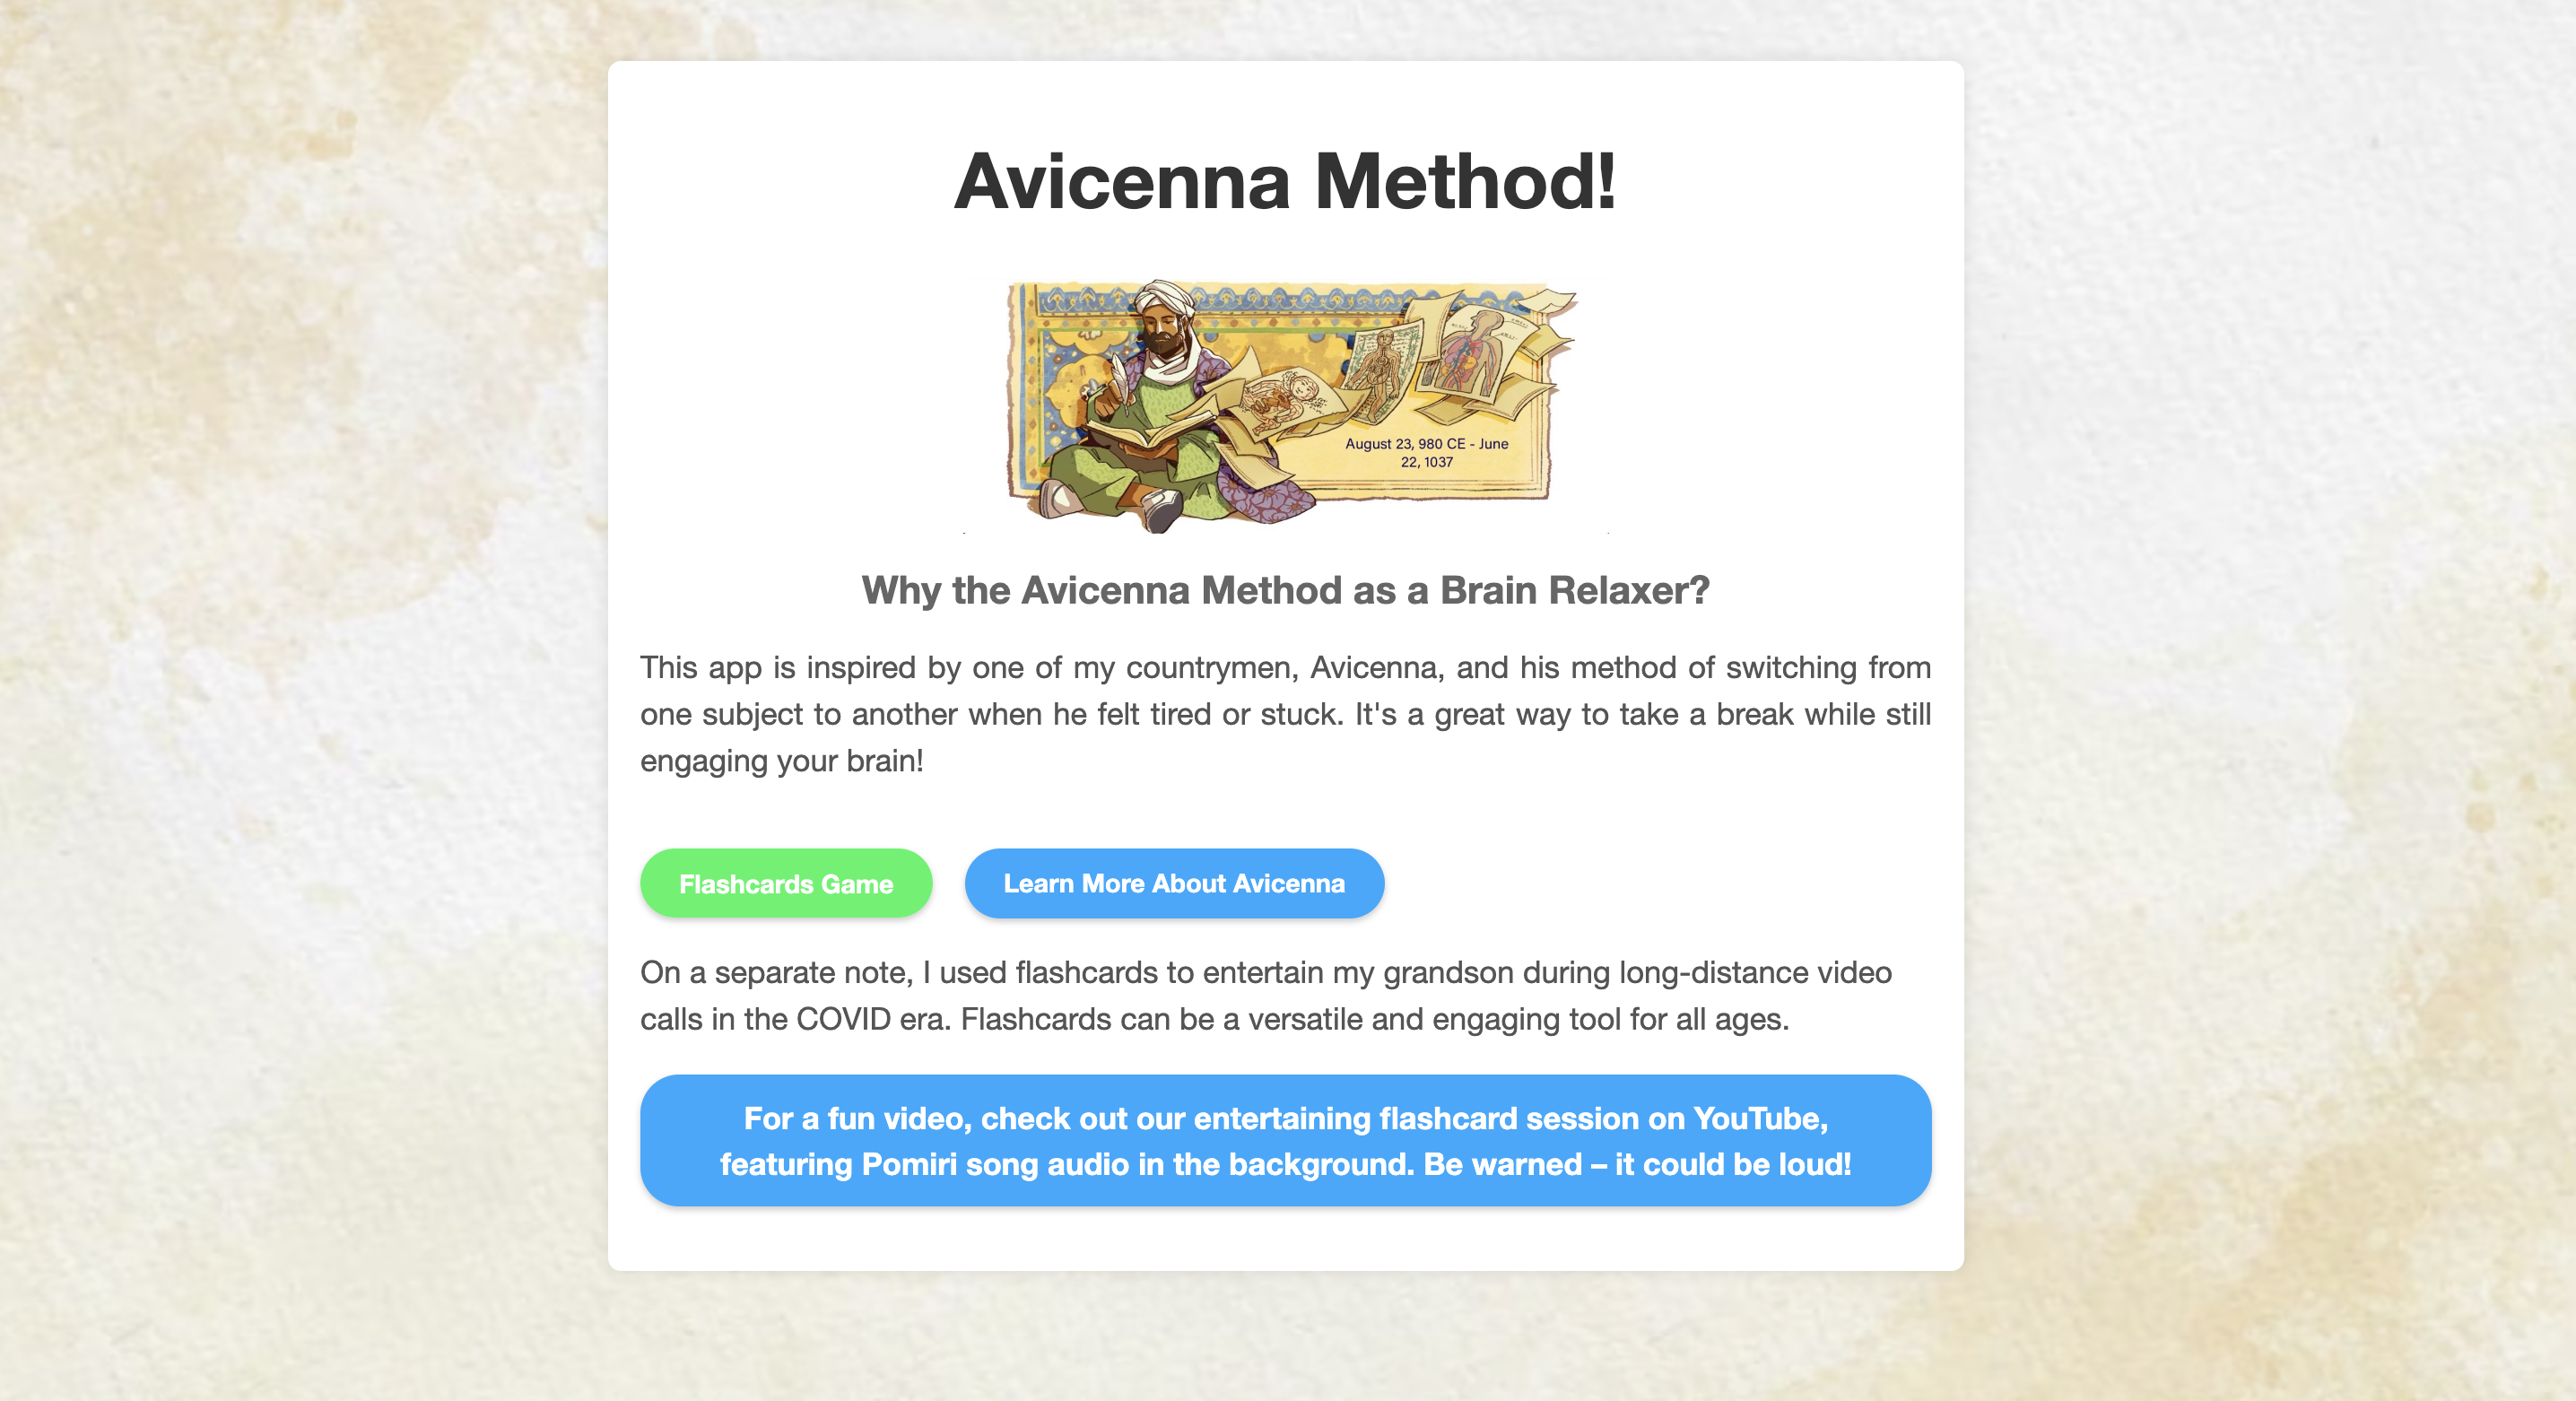 Avicenna Method!
August 23, 980 CE - June
22, 1037
Why the Avicenna Method as a Brain Relaxer?
This app is inspired by one of my countrymen, Avicenna, and his method of switching from
one subject to another when he felt tired or stuck. It's a great way to take a break while still
engaging your brain!
Flashcards Game
Learn More About Avicenna
On a separate note, I used flashcards to entertain my grandson during long-distance video
calls in the COVID era. Flashcards can be a versatile and engaging tool for all ages.
For a fun video, check out our entertaining flashcard session on YouTube,
featuring Pomiri song audio in the background. Be warned – it could be loud!